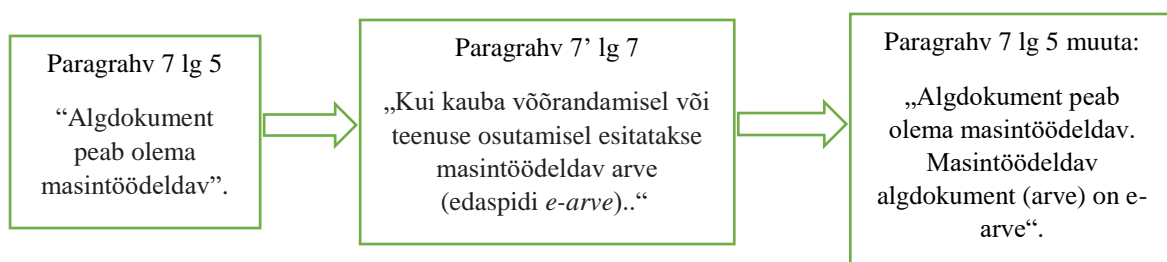 Paragrahv 7 lg 5
“Algdokument
peab olema
masintöödeldav”.
Paragrahv 7’ lg 7
„Kui kauba võõrandamisel või
teenuse osutamisel esitatakse
masintöödeldav arve
(edaspidi e-arve)..“
Paragrahv 7 lg 5 muuta:
„Algdokument peab
olema masintöödeldav.
Masintöödeldav
algdokument (arve) on e-
arve“.